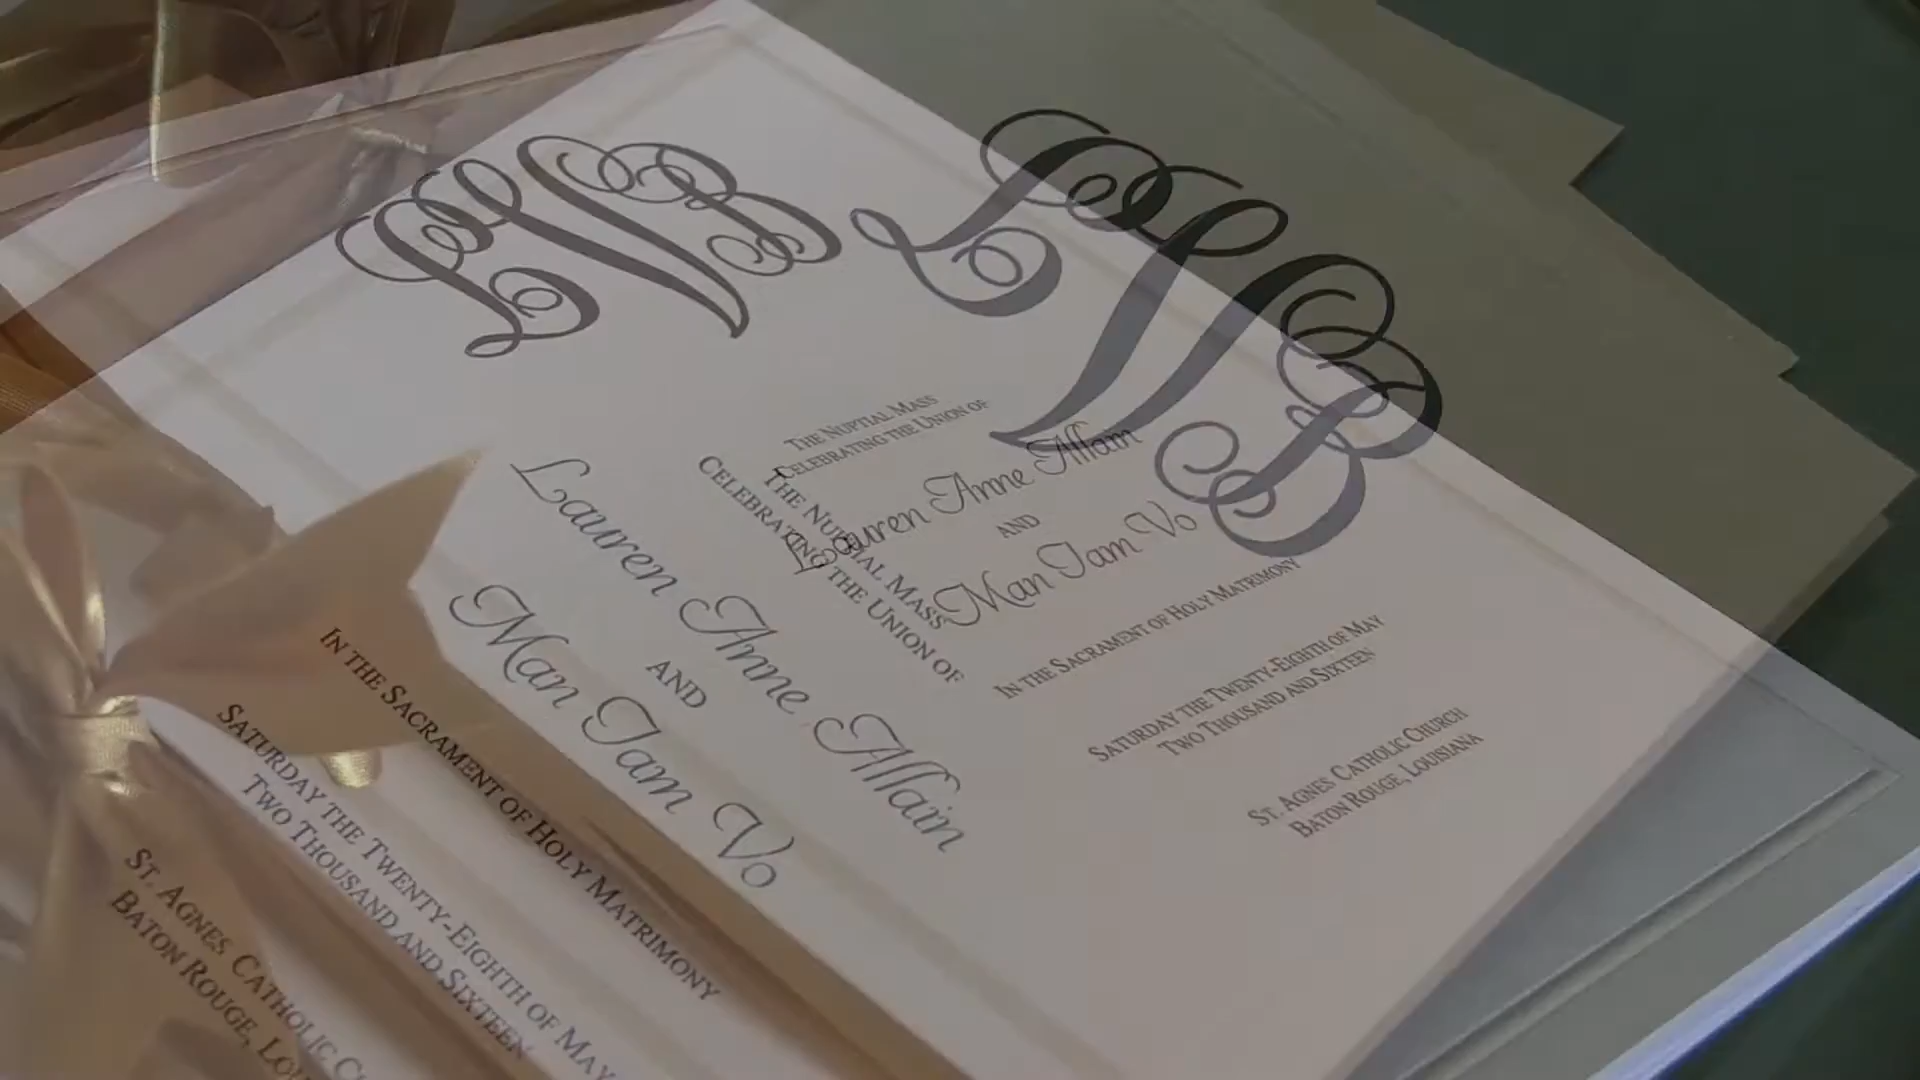 LVB
THE NUPTIAL MASS
CELEBRATING THE UNION OF
Lauren Anne Allain
AND
Man Tam Vo
IN THE SACRAMENT OF HOLY MATRIMONY
SATURDAY THE TWENTY-EIGHTH OF MAY
TWO THOUSAND AND SIXTEEN
ST. AGNES CATHOLIC CHURCH
BATON ROUGE, LOUISIANA
LVB
THE NUPTIAL MASS
CELEBRATING THE UNION OF
Lauren Anne Allain
AND
Man Tam Vo
IN THE SACRAMENT OF HOLY MATRIMONY
SATURDAY THE TWENTY-EIGHTH OF MAY
TWO THOUSAND AND SIXTEEN
ST. AGNES CATHOLIC
BATON ROUGE,